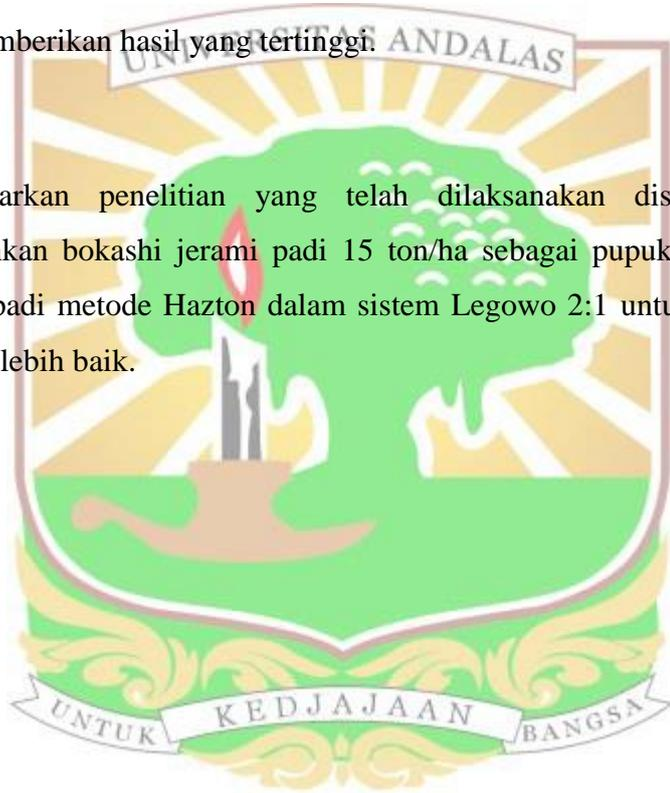 mberikan hasil yang tertinggi.
UNIVERSITAS ANDALAS
arkan penelitian yang telah dilaksanakan dis
kan bokashi jerami padi 15 ton/ha sebagai pupuk
padi metode Hazton dalam sistem Legowo 2:1 untu
lebih baik.
UNTUK KEDJAJAAN BANGSA